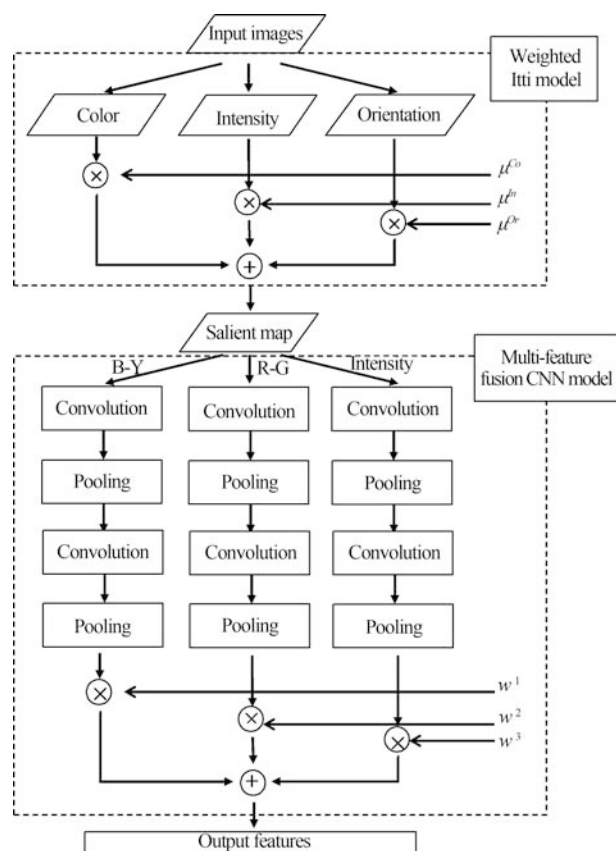 Input images
Weighted
Itti model
Color
Intensity
Orientation
×
μ^Co
×
μ^In
×
μ^Or
+
Salient map
Multi-feature
fusion CNN model
B-Y
R-G
Intensity
Convolution
Convolution
Convolution
Pooling
Pooling
Pooling
Convolution
Convolution
Convolution
Pooling
Pooling
Pooling
×
w^1
×
w^2
×
w^3
+
Output features